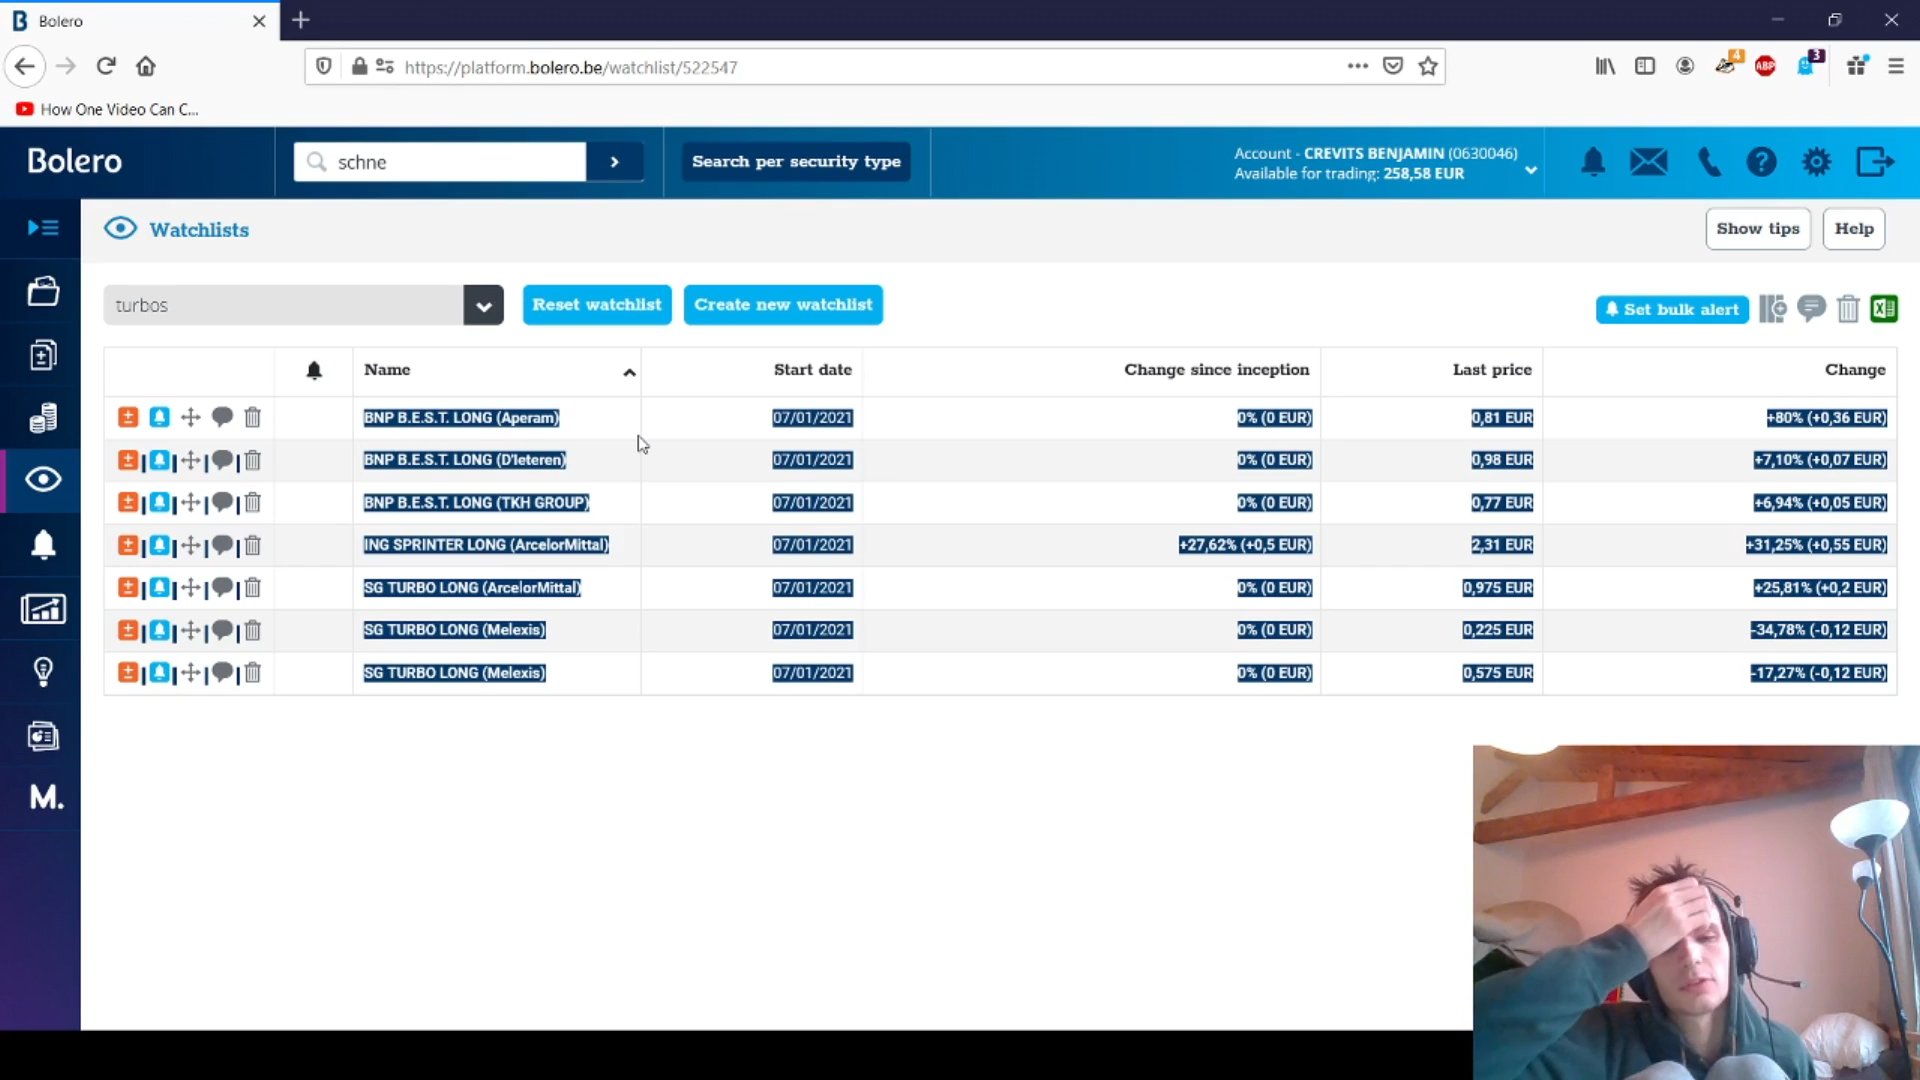 Bolero
https://platform.bolero.be/watchlist/522547
4
ABP
3
How One Video Can C...
Bolero
schne
Search per security type
Account - CREVITS BENJAMIN (0630046)
Available for trading: 258,58 EUR
Watchlists
Show tips
Help
turbos
Reset watchlist
Create new watchlist
Set bulk alert
Name Start date Change since inception Last price Change
BNP B.E.S.T. LONG (Aperam) 07/01/2021 0% (0 EUR) 0,81 EUR +80% (+0,36 EUR)
BNP B.E.S.T. LONG (D'Ieteren) 07/01/2021 0% (0 EUR) 0,98 EUR +7,10% (+0,07 EUR)
BNP B.E.S.T. LONG (TKH GROUP) 07/01/2021 0% (0 EUR) 0,77 EUR +6,94% (+0,05 EUR)
ING SPRINTER LONG (ArcelorMittal) 07/01/2021 +27,62% (+0,5 EUR) 2,31 EUR +31,25% (+0,55 EUR)
SG TURBO LONG (ArcelorMittal) 07/01/2021 0% (0 EUR) 0,975 EUR +25,81% (+0,2 EUR)
SG TURBO LONG (Melexis) 07/01/2021 0% (0 EUR) 0,225 EUR -34,78% (-0,12 EUR)
SG TURBO LONG (Melexis) 07/01/2021 0% (0 EUR) 0,575 EUR -17,27% (-0,12 EUR)
M.